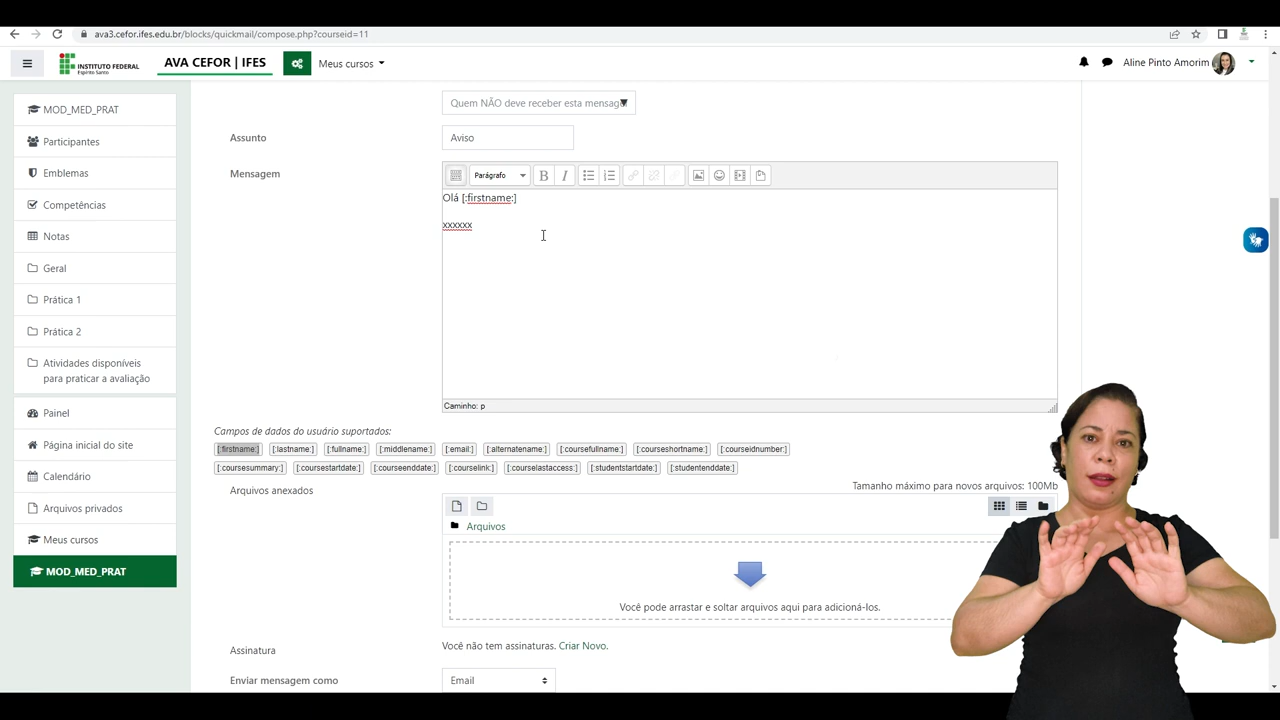 ava3.cefor.ifes.edu.br/blocks/quickmail/compose.php?courseid=11
INSTITUTO FEDERAL
Espírito Santo
AVA CEFOR | IFES
Meus cursos
Aline Pinto Amorim
MOD_MED_PRAT
Participantes
Emblemas
Competências
Notas
Geral
Prática 1
Prática 2
Atividades disponíveis
para praticar a avaliação
Painel
Página inicial do site
Calendário
Arquivos privados
Meus cursos
MOD_MED_PRAT
Quem NÃO deve receber esta mensage
Assunto
Aviso
Mensagem
Parágrafo
B I
Olá [:firstname:]
xxxxxx
Caminho: p
Campos de dados do usuário suportados:
[:firstname:] [:lastname:] [:fullname:] [:middlename:] [:email:] [:alternatename:] [:coursefullname:] [:courseshortname:] [:courseidnumber:]
[:coursesummary:] [:coursestartdate:] [:courseenddate:] [:courselink:] [:courselastaccess:] [:studentstartdate:] [:studentenddate:]
Arquivos anexados
Tamanho máximo para novos arquivos: 100Mb
Arquivos
Você pode arrastar e soltar arquivos aqui para adicioná-los.
Assinatura
Você não tem assinaturas. Criar Novo.
Enviar mensagem como
Email